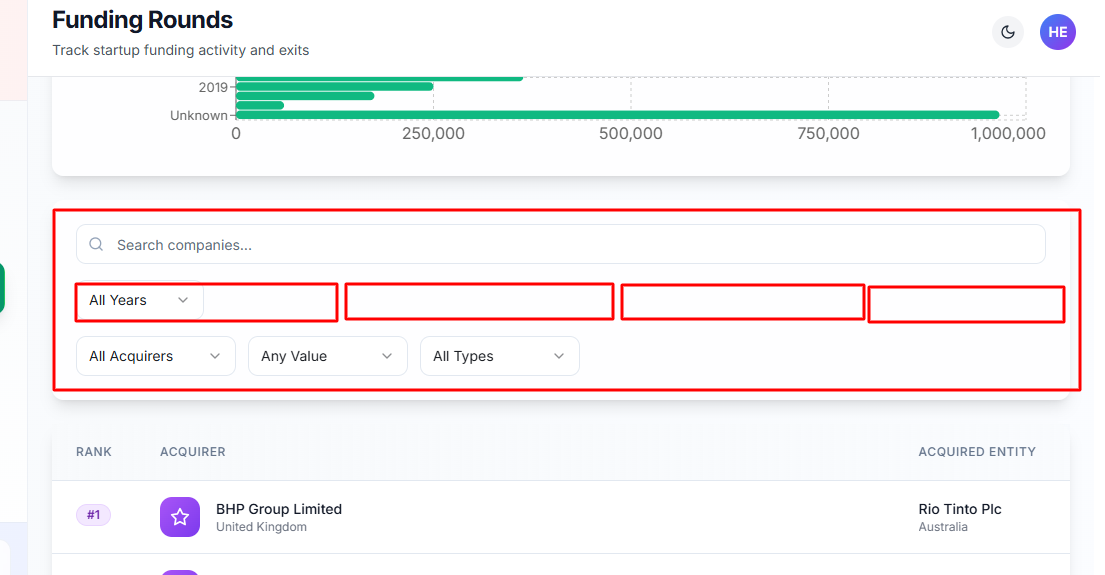 Funding Rounds
Track startup funding activity and exits
HE
2019
Unknown
0 250,000 500,000 750,000 1,000,000
Search companies...
All Years
All Acquirers Any Value All Types
RANK ACQUIRER ACQUIRED ENTITY
#1 BHP Group Limited Rio Tinto Plc
United Kingdom Australia